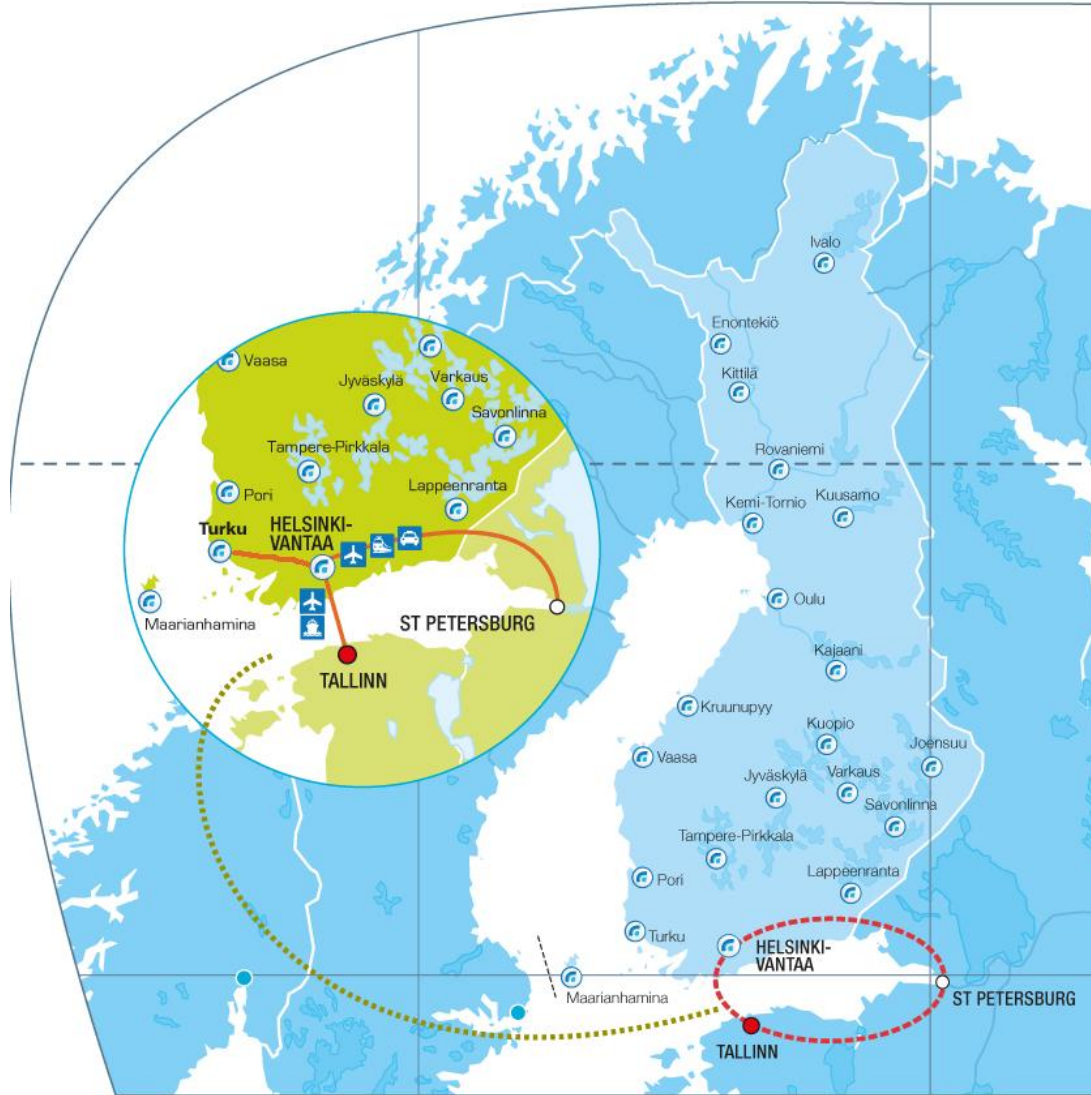 Ivalo
Enontekiö
Kittilä
Rovaniemi
Kemi-Tornio
Kuusamo
Oulu
Kajaani
Kruunupyy
Kuopio
Joensuu
Vaasa
Jyväskylä
Varkaus
Savonlinna
Tampere-Pirkkala
Pori
Lappeenranta
Turku
HELSINKI-
VANTAA
Maarianhamina
ST PETERSBURG
TALLINN
Vaasa
Jyväskylä
Varkaus
Savonlinna
Tampere-Pirkkala
Pori
Lappeenranta
Turku
HELSINKI-
VANTAA
Maarianhamina
ST PETERSBURG
TALLINN